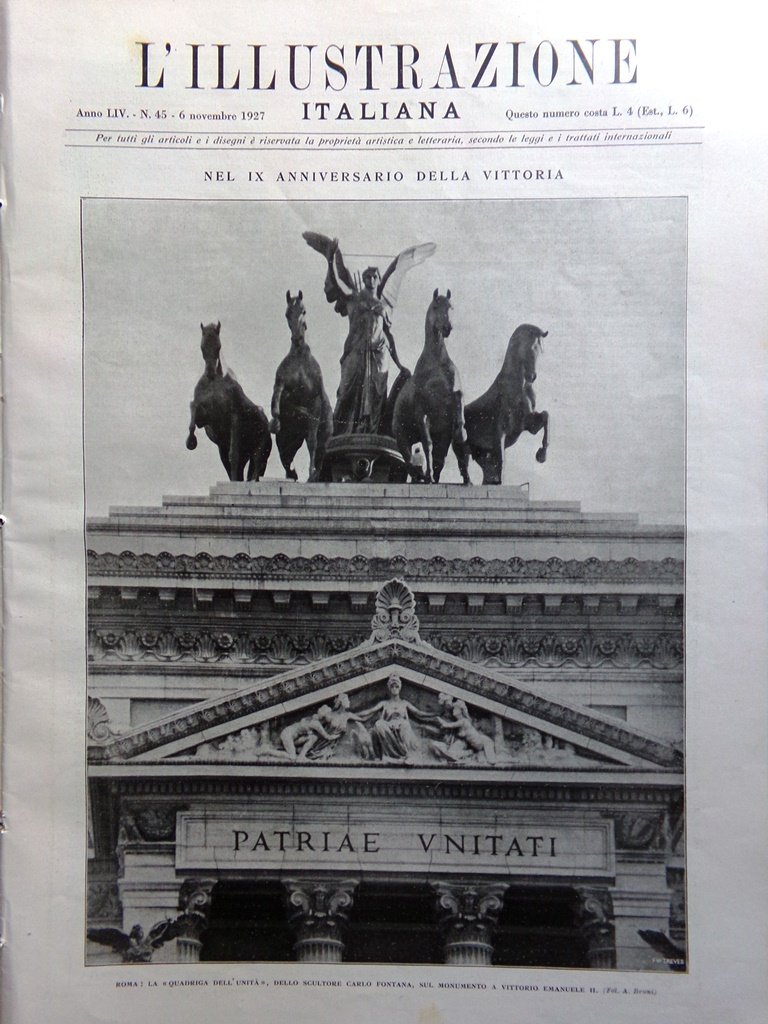 L'ILLUSTRAZIONE
Anno LIV. - N. 45 - 6 novembre 1927
ITALIANA
Questo numero costa L. 4 (Est., L. 6)
Per tutti gli articoli e i disegni è riservata la proprietà artistica e letteraria, secondo le leggi e i trattati internazionali
NEL IX ANNIVERSARIO DELLA VITTORIA
PATRIAE VNITATI
ROMA: LA «QUADRIGA DELL'UNITÀ», DELLO SCULTORE CARLO FONTANA, SUL MONUMENTO A VITTORIO EMANUELE II. (Fot. A. Bruni)